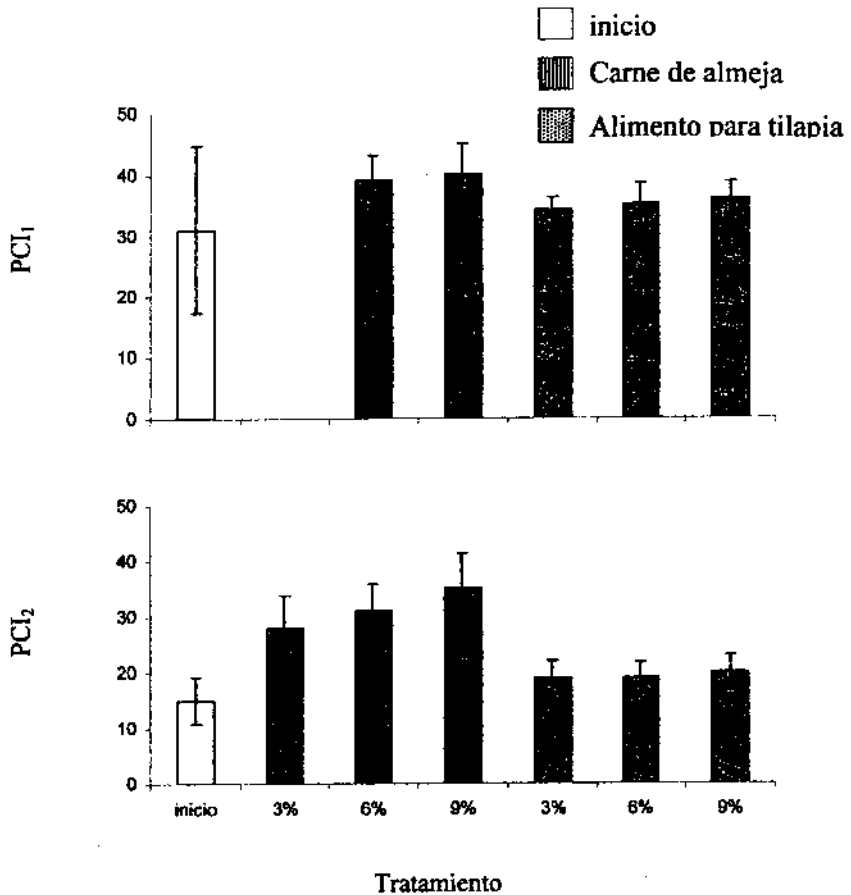 inicio
Carne de almeja
Alimento para tilapia
50
40
30
20
10
0
PCI₁
50
40
30
20
10
0
PCI₂
inicio 3% 6% 9% 3% 6% 9%
Tratamiento